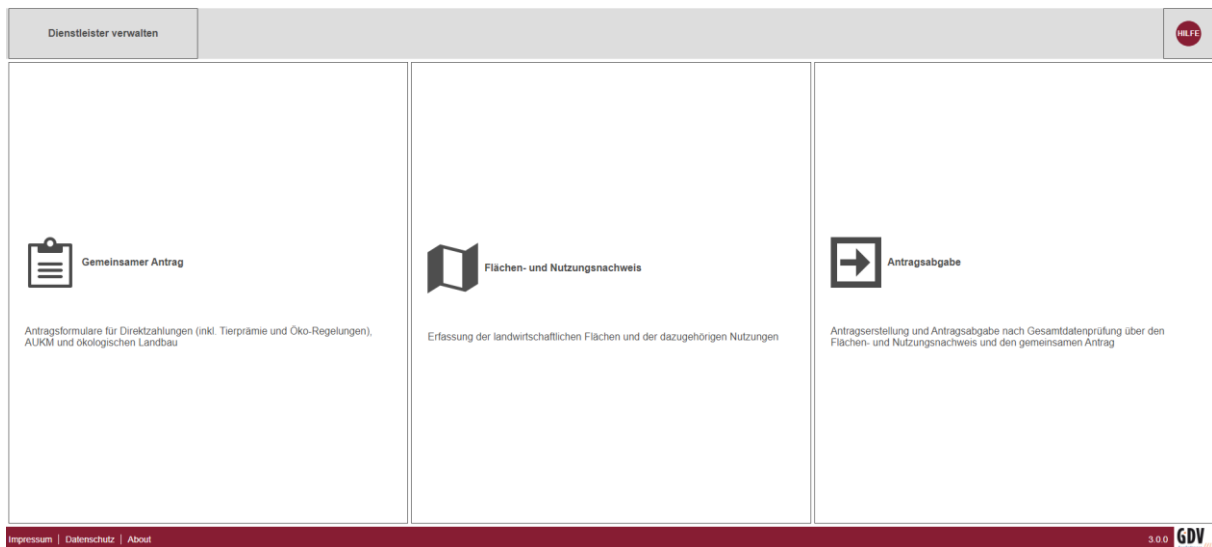 Dienstleister verwalten
HILFE
Gemeinsamer Antrag
Antragsformulare für Direktzahlungen (inkl. Tierprämie und Öko-Regelungen),
AUKM und ökologischen Landbau
Flächen- und Nutzungsnachweis
Erfassung der landwirtschaftlichen Flächen und der dazugehörigen Nutzungen
Antragsabgabe
Antragserstellung und Antragsabgabe nach Gesamtdatenprüfung über den
Flächen- und Nutzungsnachweis und den gemeinsamen Antrag
Impressum | Datenschutz | About
3.0.0 GDV